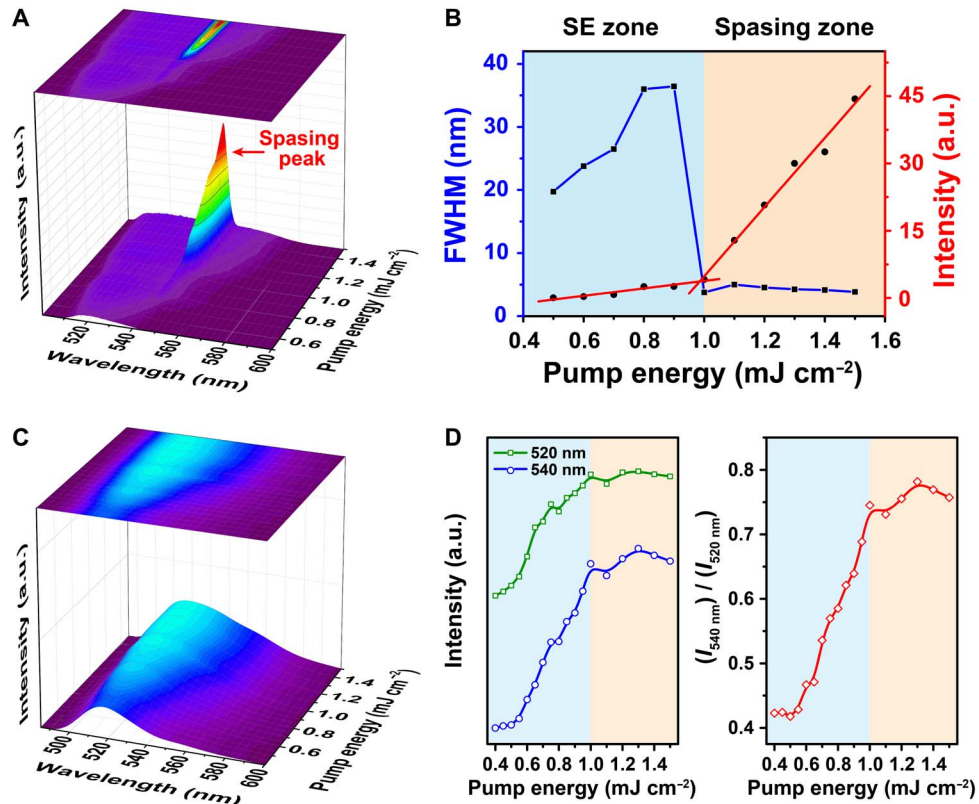 A
Intensity (a.u.)
Spasing
peak
520
540
560
580
600
Wavelength (nm)
0.6
0.8
1.0
1.2
1.4
Pump energy (mJ cm⁻²)
B
SE zone
Spasing zone
FWHM (nm)
40
30
20
10
0
Intensity (a.u.)
45
30
15
0
0.4 0.6 0.8 1.0 1.2 1.4 1.6
Pump energy (mJ cm⁻²)
C
Intensity (a.u.)
500
520
540
560
580
600
Wavelength (nm)
0.6
0.8
1.0
1.2
1.4
Pump energy (mJ cm⁻²)
D
520 nm
540 nm
Intensity (a.u.)
0.4 0.6 0.8 1.0 1.2 1.4
Pump energy (mJ cm⁻²)
(I540 nm) / (I520 nm)
0.8
0.7
0.6
0.5
0.4
0.4 0.6 0.8 1.0 1.2 1.4
Pump energy (mJ cm⁻²)